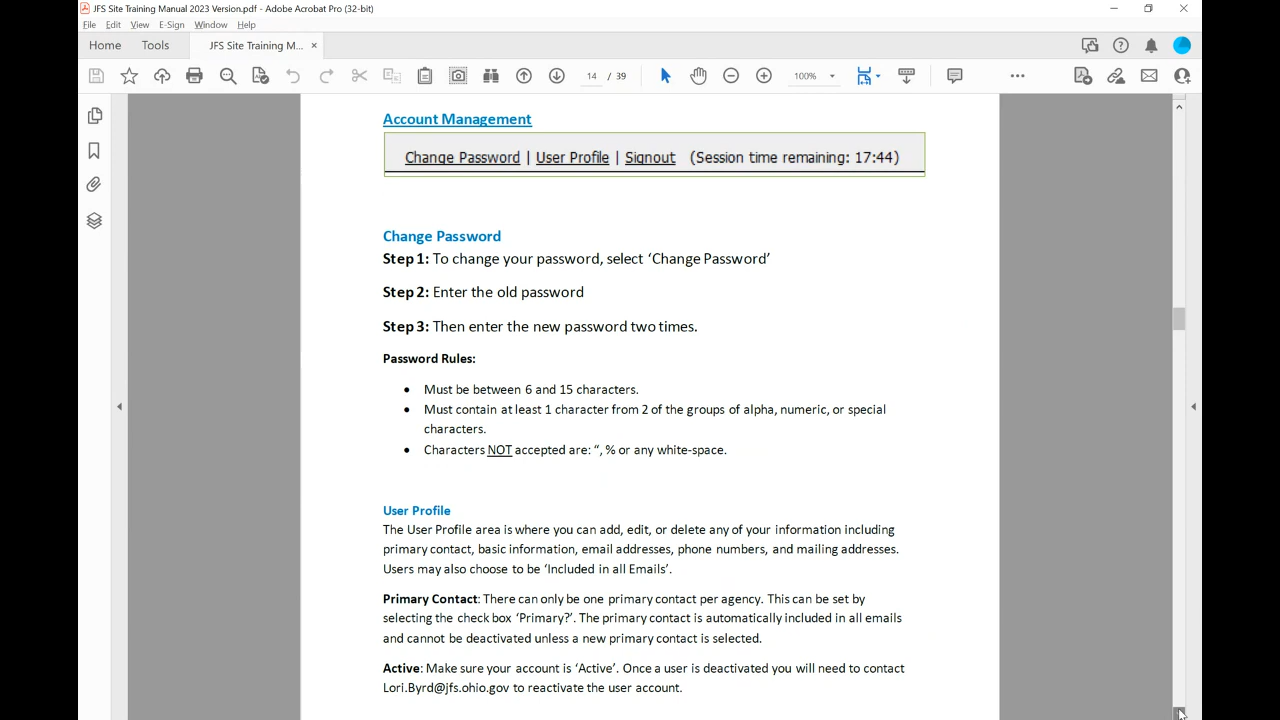 JFS Site Training Manual 2023 Version.pdf - Adobe Acrobat Pro (32-bit)
File Edit View E-Sign Window Help
Home Tools JFS Site Training M... ×
14 / 39 100%
Account Management
Change Password | User Profile | Signout (Session time remaining: 17:44)
Change Password
Step 1: To change your password, select ‘Change Password’
Step 2: Enter the old password
Step 3: Then enter the new password two times.
Password Rules:
• Must be between 6 and 15 characters.
• Must contain at least 1 character from 2 of the groups of alpha, numeric, or special
characters.
• Characters NOT accepted are: “, % or any white-space.
User Profile
The User Profile area is where you can add, edit, or delete any of your information including
primary contact, basic information, email addresses, phone numbers, and mailing addresses.
Users may also choose to be ‘Included in all Emails’.
Primary Contact: There can only be one primary contact per agency. This can be set by
selecting the check box ‘Primary?’. The primary contact is automatically included in all emails
and cannot be deactivated unless a new primary contact is selected.
Active: Make sure your account is ‘Active’. Once a user is deactivated you will need to contact
Lori.Byrd@jfs.ohio.gov to reactivate the user account.